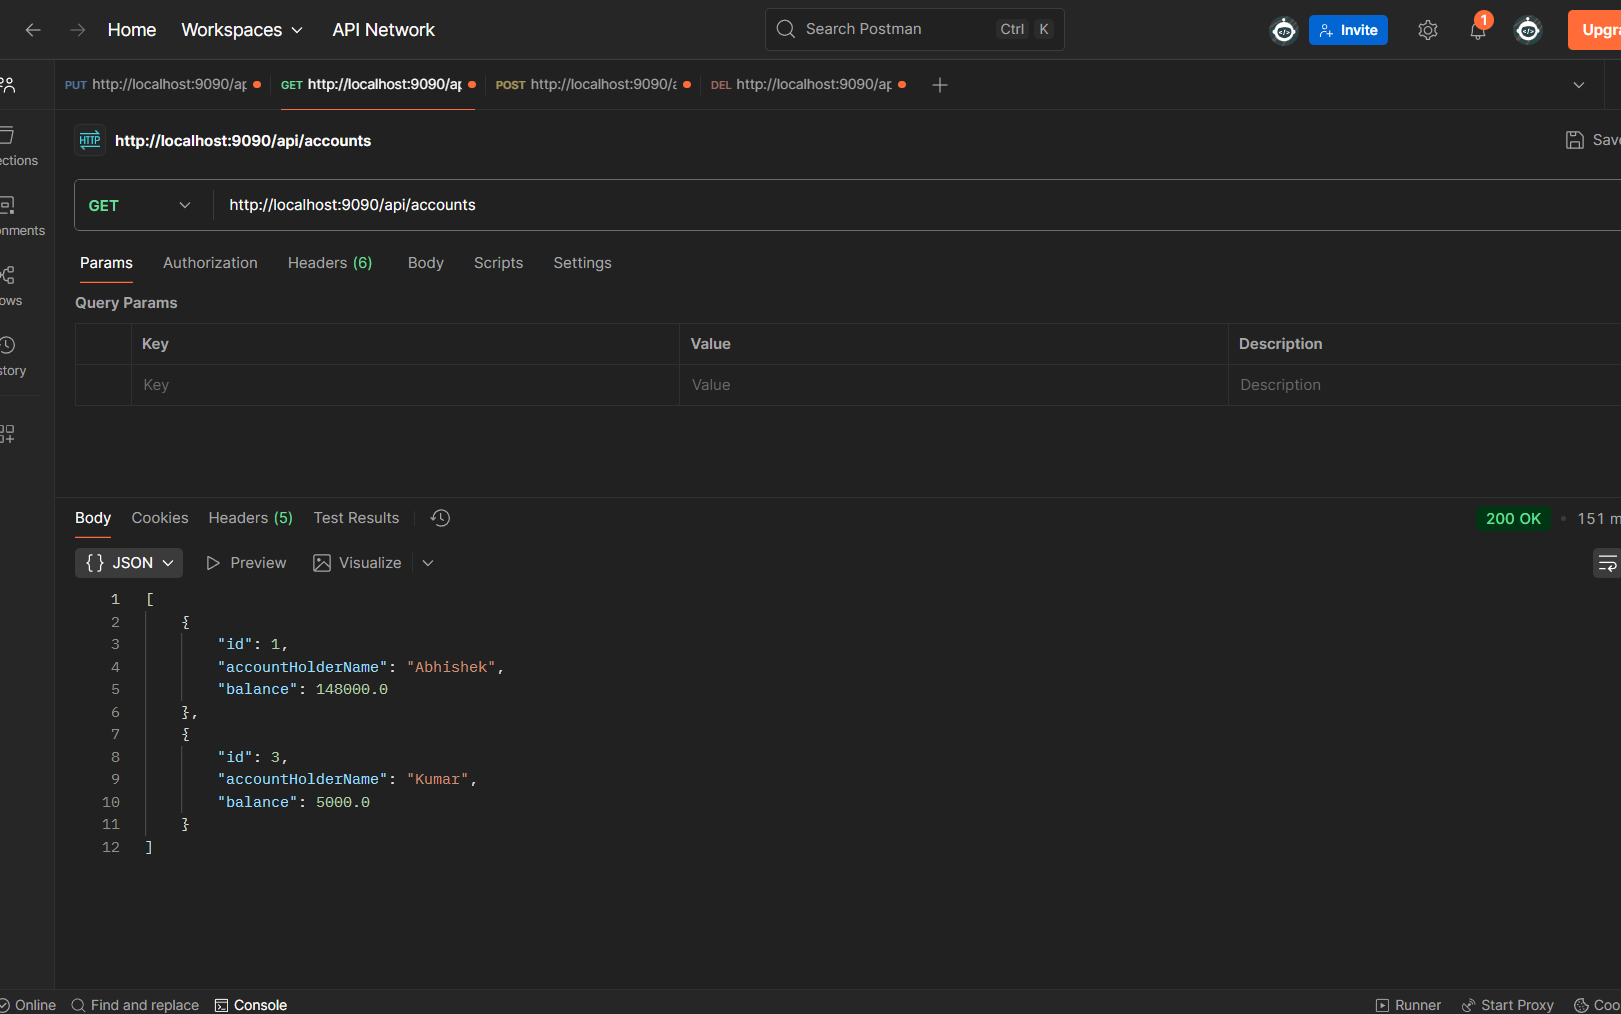 Home Workspaces API Network Search Postman Ctrl K Invite 1 Upgra
PUT http://localhost:9090/ap GET http://localhost:9090/ap POST http://localhost:9090/a DEL http://localhost:9090/ap
HTTP http://localhost:9090/api/accounts Save
ections
GET http://localhost:9090/api/accounts
onments
Params Authorization Headers (6) Body Scripts Settings
ows
Query Params
Key Value Description
story
Key Value Description
Body Cookies Headers (5) Test Results 200 OK • 151 m
{} JSON Preview Visualize
1 [
2 {
3 "id": 1,
4 "accountHolderName": "Abhishek",
5 "balance": 148000.0
6 },
7 {
8 "id": 3,
9 "accountHolderName": "Kumar",
10 "balance": 5000.0
11 }
12 ]
Online Find and replace Console Runner Start Proxy Coo